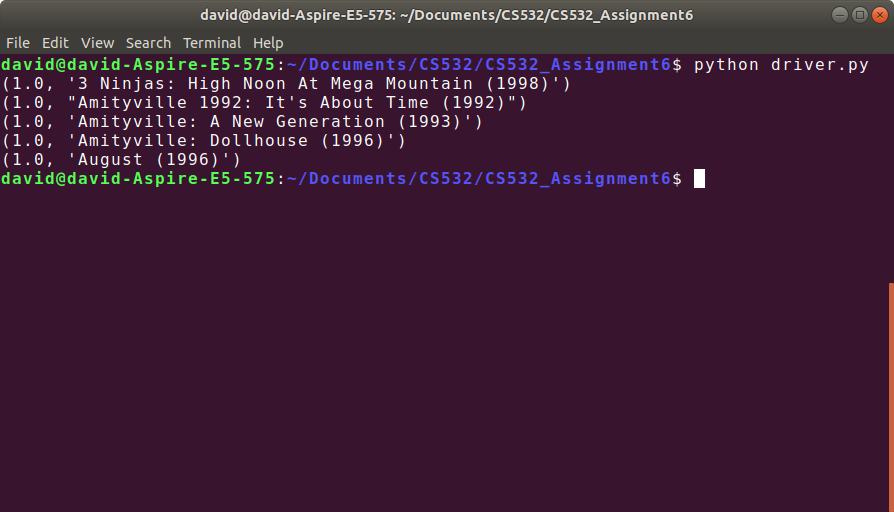 david@david-Aspire-E5-575: ~/Documents/CS532/CS532_Assignment6
File Edit View Search Terminal Help
david@david-Aspire-E5-575:~/Documents/CS532/CS532_Assignment6$ python driver.py
(1.0, '3 Ninjas: High Noon At Mega Mountain (1998)')
(1.0, "Amityville 1992: It's About Time (1992)")
(1.0, 'Amityville: A New Generation (1993)')
(1.0, 'Amityville: Dollhouse (1996)')
(1.0, 'August (1996)')
david@david-Aspire-E5-575:~/Documents/CS532/CS532_Assignment6$